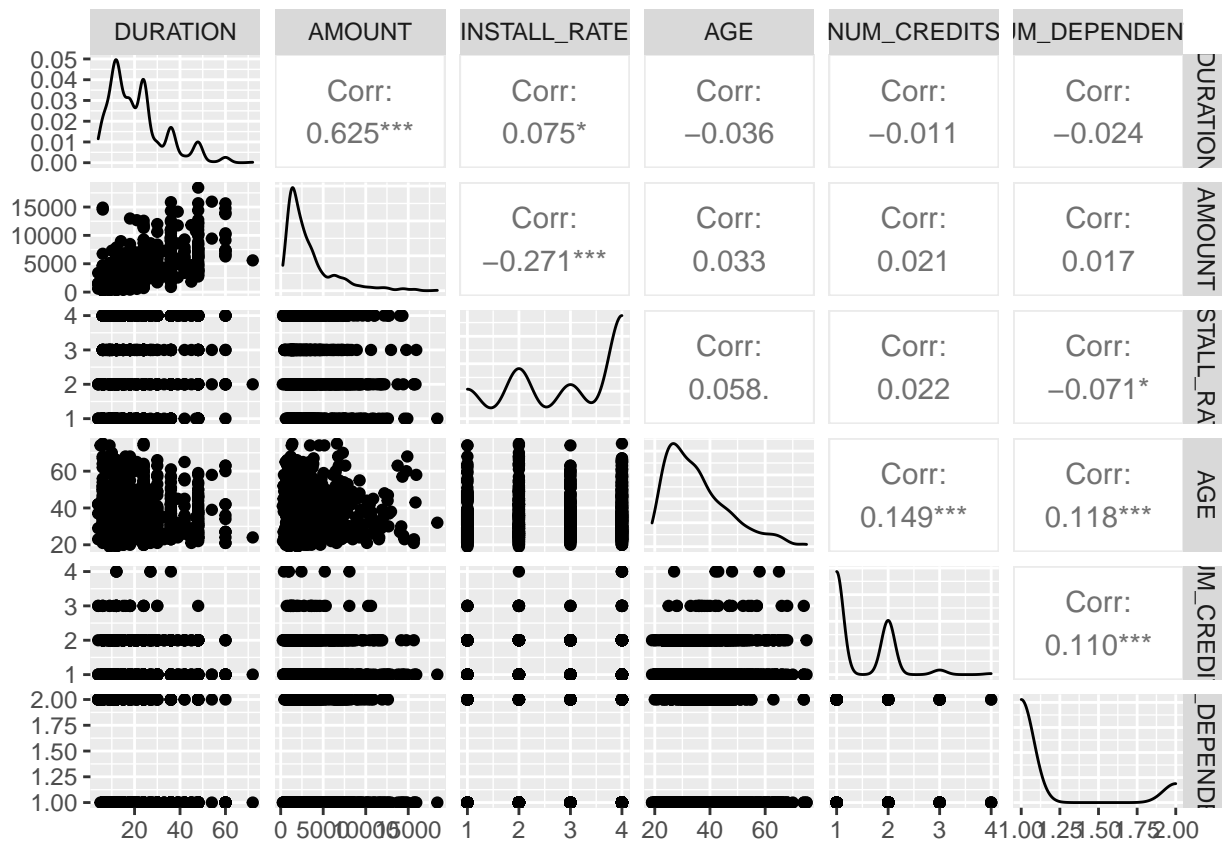 DURATION AMOUNT INSTALL_RATE AGE NUM_CREDITS UM_DEPENDEN
0.05
0.04
0.03
0.02
0.01
0.00
Corr:
0.625***
Corr:
0.075*
Corr:
−0.036
Corr:
−0.011
Corr:
−0.024
DURATION
15000
10000
5000
0
Corr:
−0.271***
Corr:
0.033
Corr:
0.021
Corr:
0.017
AMOUNT
4
3
2
1
Corr:
0.058.
Corr:
0.022
Corr:
−0.071*
STALL_RAT
60
40
20
Corr:
0.149***
Corr:
0.118***
AGE
4
3
2
1
Corr:
0.110***
UM_CREDI
2.00
1.75
1.50
1.25
1.00
_DEPEND
20 40 60
0 5000 10000 15000
1 2 3 4
20 40 60
1 2 3 4
1.00 1.25 1.50 1.75 2.00